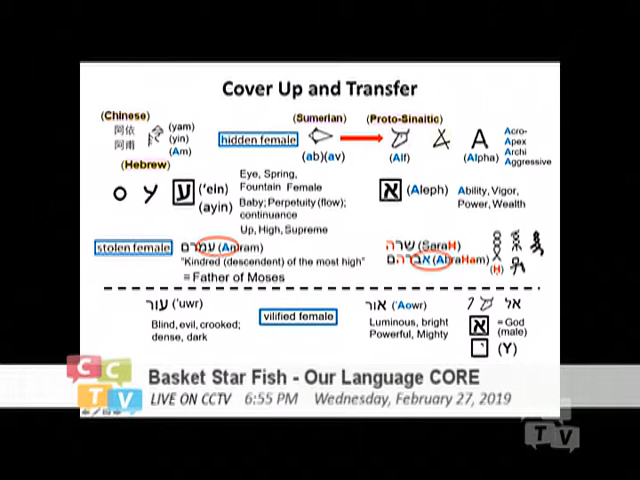 Cover Up and Transfer
(Chinese)
(yam)
(yin)
(Am)
hidden female
(Sumerian)
(ab)(av)
(Proto-Sinaitic)
(Alf)
A
(Alpha)
Acro-
Apex
Archi
Aggressive
(Hebrew)
ע
('ein)
(ayin)
Eye, Spring,
Fountain Female
Baby; Perpetuity (flow);
continuance
Up, High, Supreme
א (Aleph)
Ability, Vigor,
Power, Wealth
stolen female
עמרם (Amram)
"Kindred (descendent) of the most high"
= Father of Moses
שרה (SaraH)
אברהם (AbraHam)
(H)
עור ('uwr)
Blind, evil, crooked;
dense, dark
vilified female
אור ('Aowr)
Luminous, bright
Powerful, Mighty
אל
א
= God
(male)
(Y)
CCTV
Basket Star Fish - Our Language CORE
LIVE ON CCTV 6:55 PM Wednesday, February 27, 2019
TV